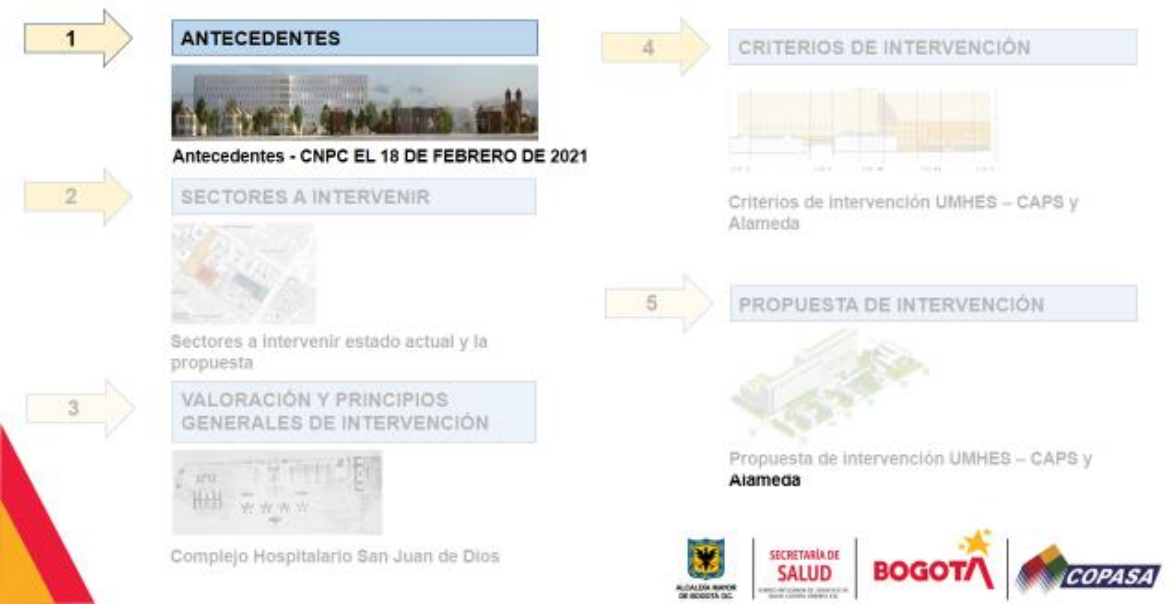 1
ANTECEDENTES
Antecedentes - CNPC EL 18 DE FEBRERO DE 2021
2
SECTORES A INTERVENIR
Sectores a intervenir estado actual y la
propuesta
3
VALORACIÓN Y PRINCIPIOS
GENERALES DE INTERVENCIÓN
Complejo Hospitalario San Juan de Dios
4
CRITERIOS DE INTERVENCIÓN
Criterios de intervención UMHES – CAPS y
Alameda
5
PROPUESTA DE INTERVENCIÓN
Propuesta de intervención UMHES – CAPS y
Alameda
ALCALDÍA MAYOR
DE BOGOTÁ D.C.
SECRETARÍA DE
SALUD
BOGOTÁ
COPASA